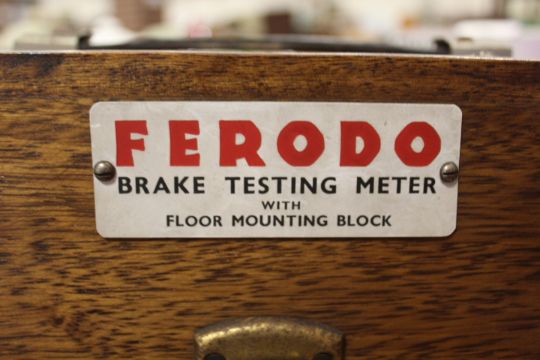 FERODO
BRAKE TESTING METER
WITH
FLOOR MOUNTING BLOCK